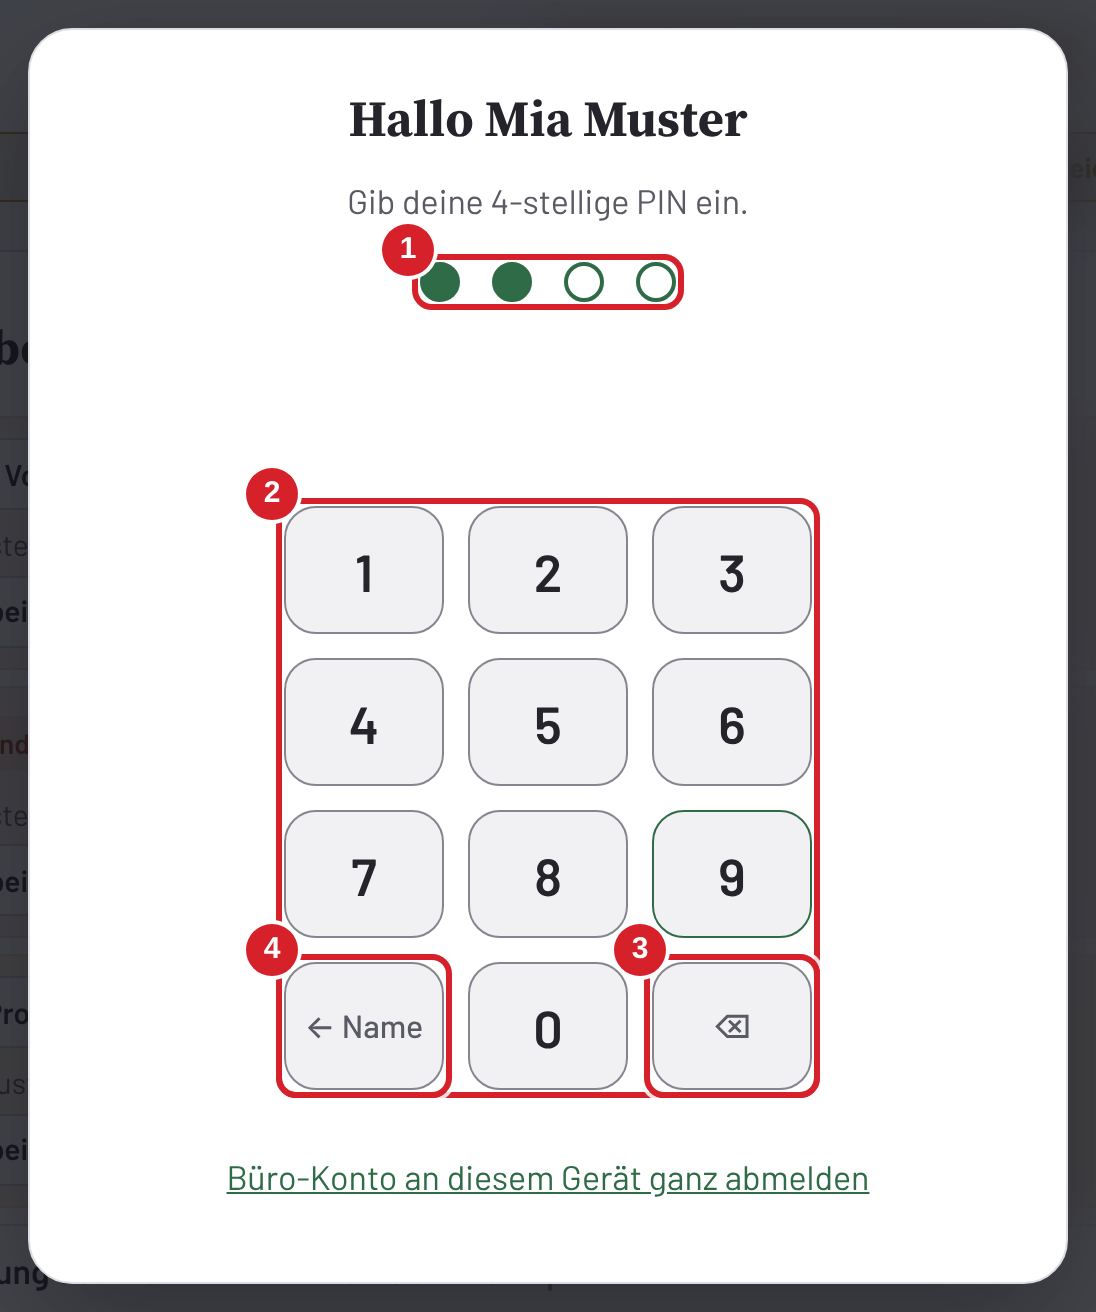 Hallo Mia Muster
Gib deine 4-stellige PIN ein.
1
2
1 2 3
4 5 6
7 8 9
4 3
← Name 0
Büro-Konto an diesem Gerät ganz abmelden